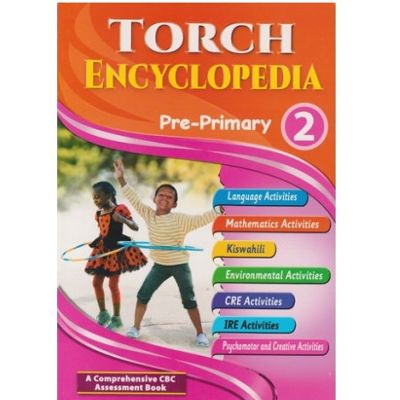 TORCH
ENCYCLOPEDIA
Pre-Primary 2
Language Activities
Mathematics Activities
Kiswahili
Environmental Activities
CRE Activities
IRE Activities
Psychomotor and Creative Activities
A Comprehensive CBC
Assessment Book